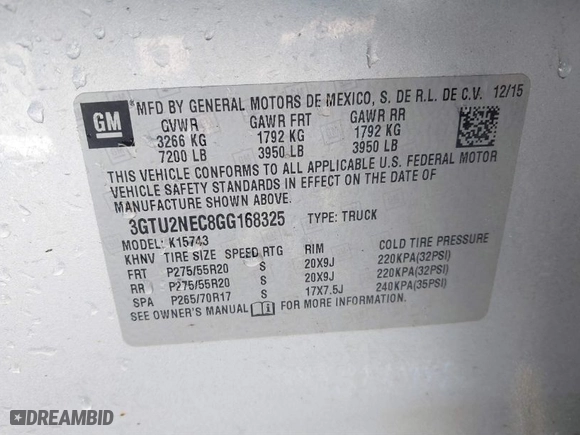 GM
*MFD BY GENERAL MOTORS DE MEXICO, S. DE R.L. DE C.V. 12/15
GVWR GAWR FRT GAWR RR
3266 KG 1792 KG 1792 KG
7200 LB 3950 LB 3950 LB
THIS VEHICLE CONFORMS TO ALL APPLICABLE U.S. FEDERAL MOTOR
VEHICLE SAFETY STANDARDS IN EFFECT ON THE DATE OF
MANUFACTURE SHOWN ABOVE.
3GTU2NEC8GG168325 TYPE: TRUCK
MODEL: K15743
KHNV TIRE SIZE SPEED RTG RIM COLD TIRE PRESSURE
FRT P275/55R20 S 20X9J 220KPA(32PSI)
RR P275/55R20 S 20X9J 220KPA(32PSI)
SPA P265/70R17 S 17X7.5J 240KPA(35PSI)
SEE OWNER'S MANUAL FOR MORE INFORMATION.
DREAMBID